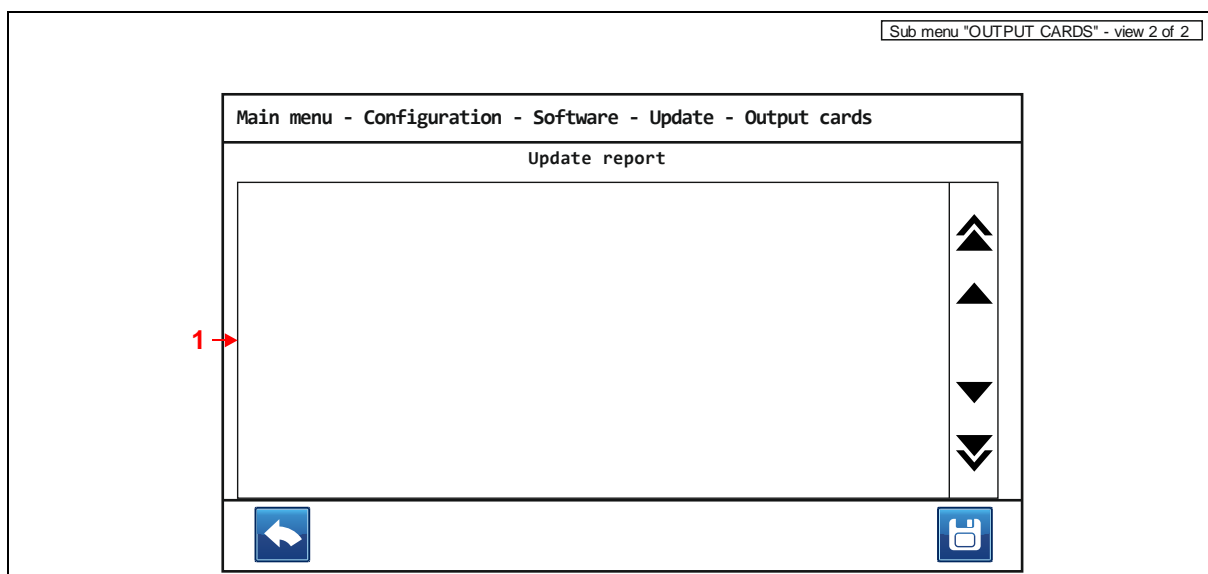 Sub menu "OUTPUT CARDS" - view 2 of 2
Main menu - Configuration - Software - Update - Output cards
Update report
1